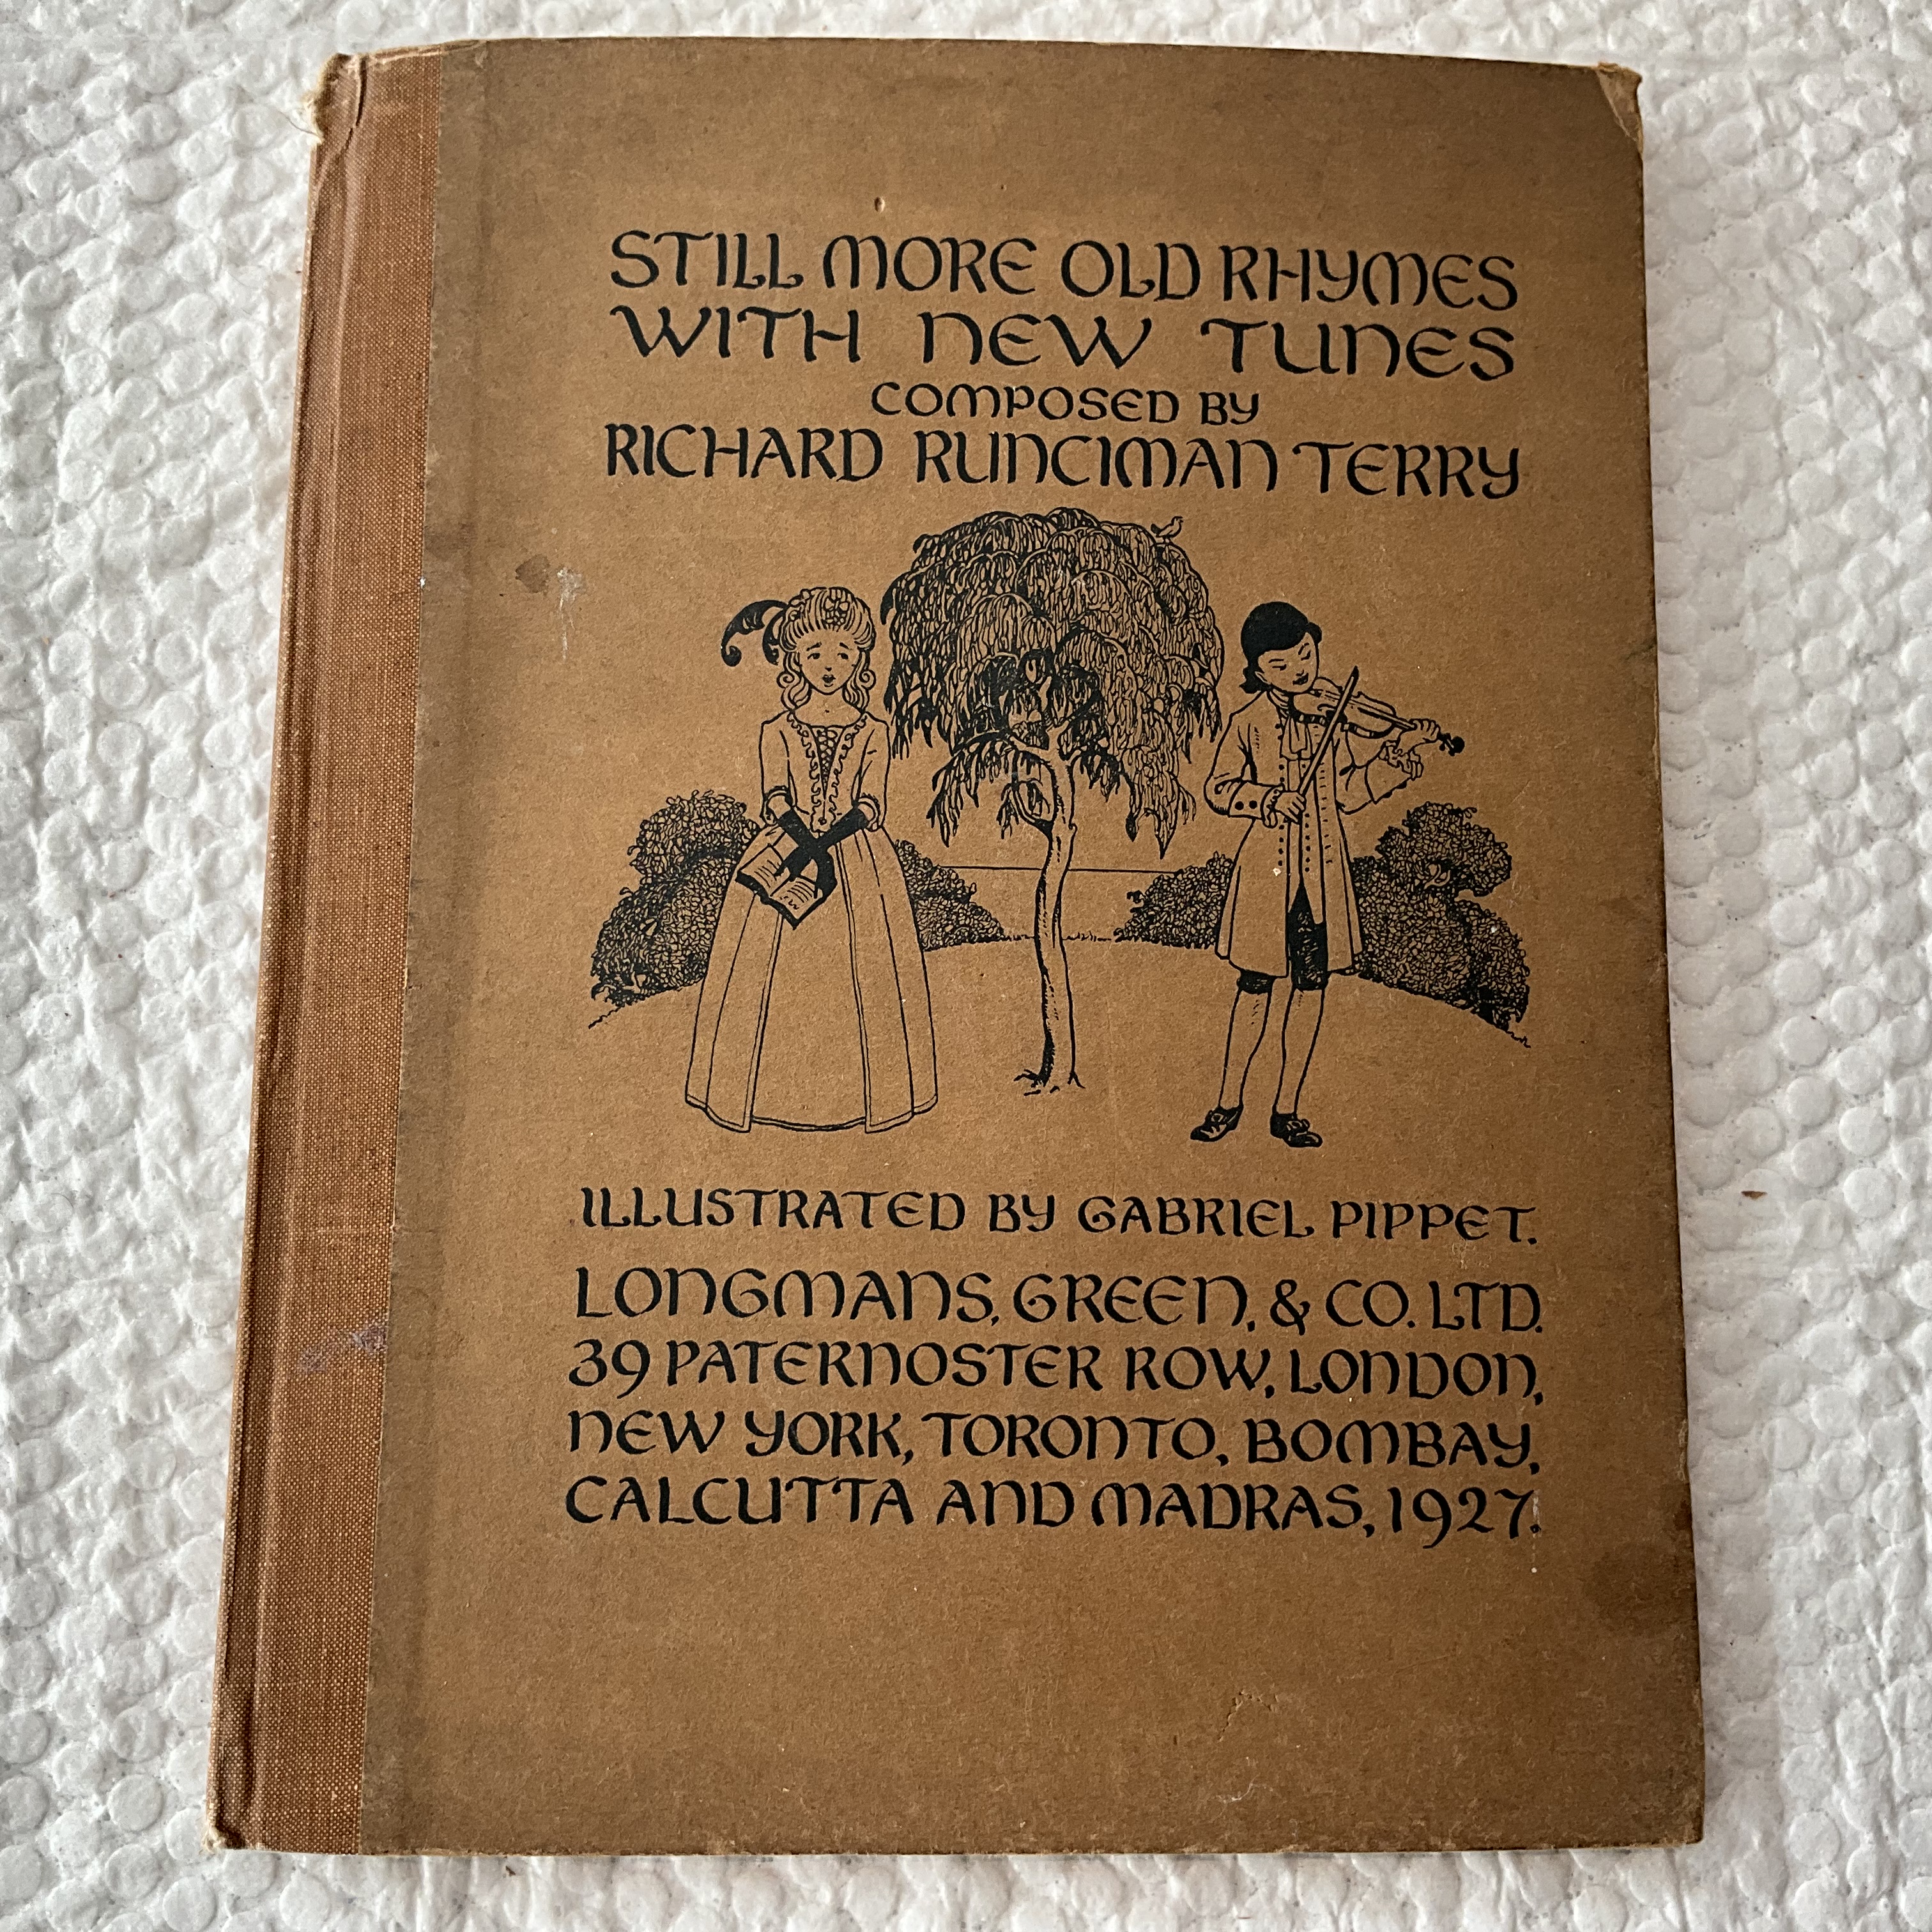 STILL MORE OLD RHYMES
WITH NEW TUNES
COMPOSED BY
RICHARD RUNCIMAN TERRY
ILLUSTRATED BY GABRIEL PIPPET.
LONGMANS, GREEN, & CO. LTD.
39 PATERNOSTER ROW, LONDON,
NEW YORK, TORONTO, BOMBAY,
CALCUTTA AND MADRAS, 1927.